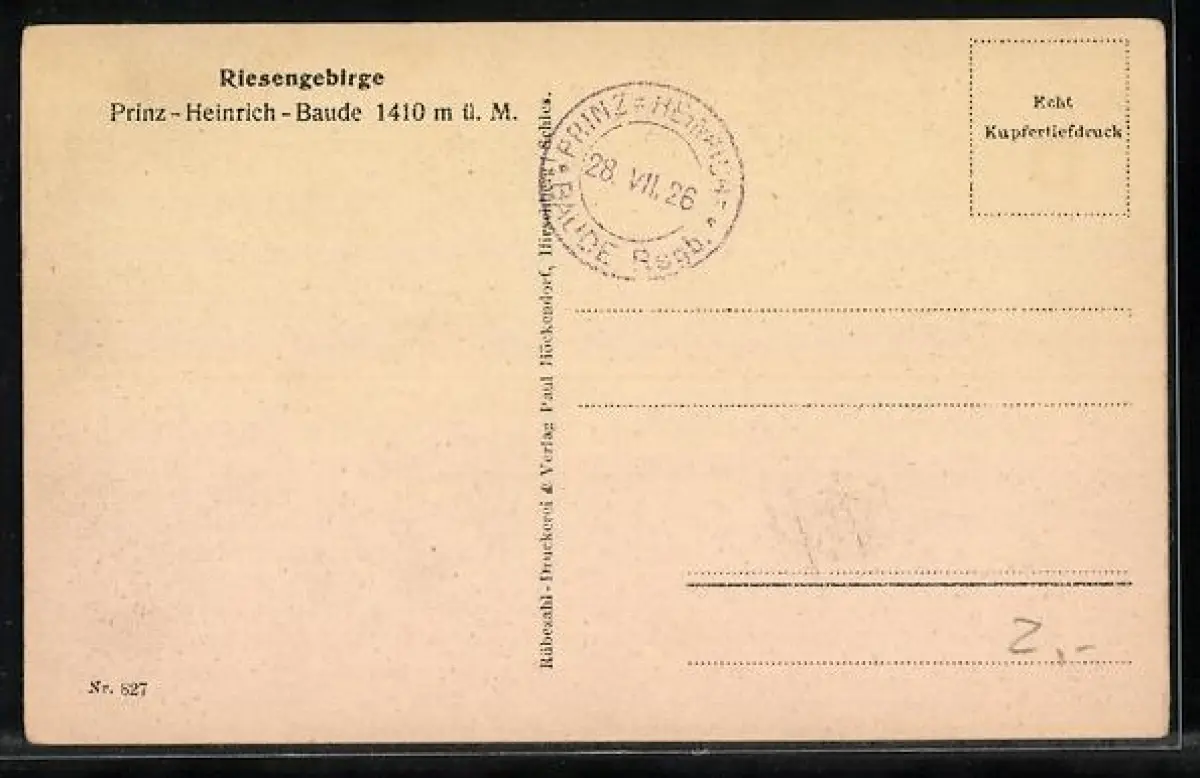 Riesengebirge
Prinz-Heinrich-Baude 1410 m ü. M.
Rübezahl-Druckerei & Verlag Paul Höckendorf, Hirschberg i. Schles.
PRINZ=HEINRICH-
28. VII. 26
BAUDE Rsgb.
Echt
Kupfertiefdruck
2,-
Nr. 827